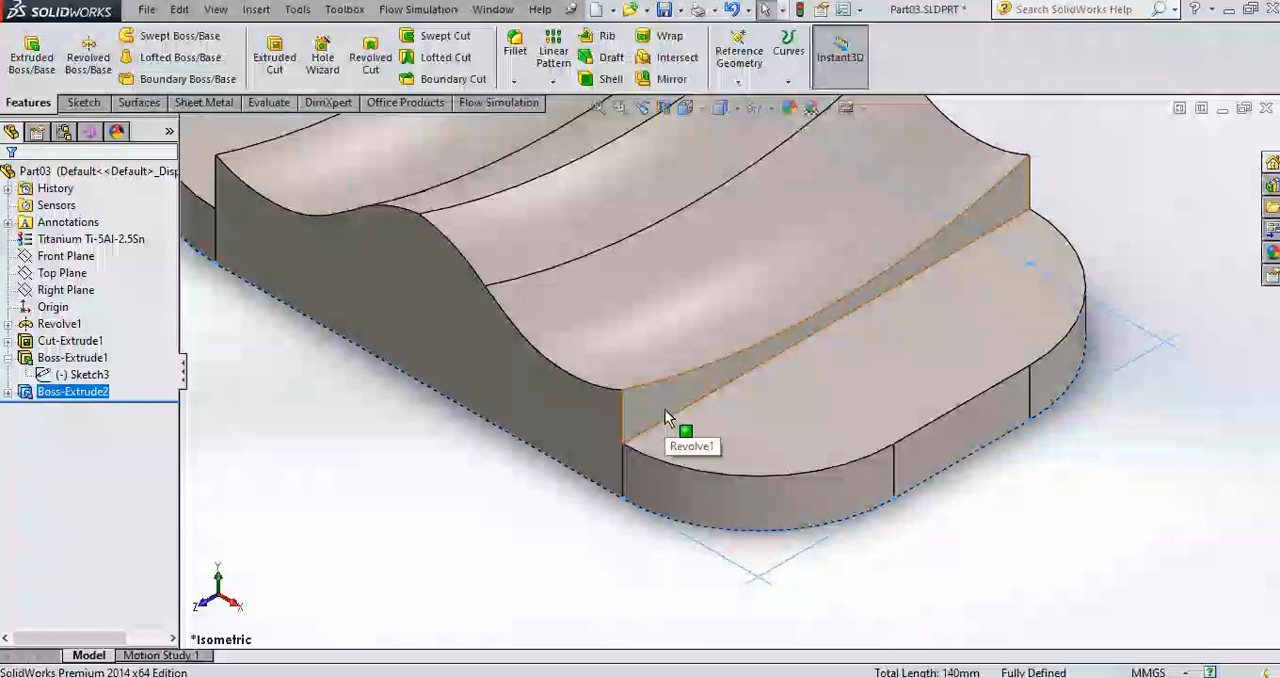 SOLIDWORKS File Edit View Insert Tools Toolbox Flow Simulation Window Help Part03.SLDPRT * Search SolidWorks Help
Extruded Boss/Base Revolved Boss/Base Swept Boss/Base Lofted Boss/Base Boundary Boss/Base Extruded Cut Hole Wizard Revolved Cut Swept Cut Lofted Cut Boundary Cut Fillet Linear Pattern Rib Draft Shell Wrap Intersect Mirror Reference Geometry Curves Instant3D
Features Sketch Surfaces Sheet Metal Evaluate DimXpert Office Products Flow Simulation
Part03 (Default<<Default>_Disp
History
Sensors
Annotations
Titanium Ti-5Al-2.5Sn
Front Plane
Top Plane
Right Plane
Origin
Revolve1
Cut-Extrude1
Boss-Extrude1
(-) Sketch3
Boss-Extrude2
Revolve1
Y
Z X
*Isometric
Model Motion Study 1
SolidWorks Premium 2014 x64 Edition Total Length: 140mm Fully Defined MMGS